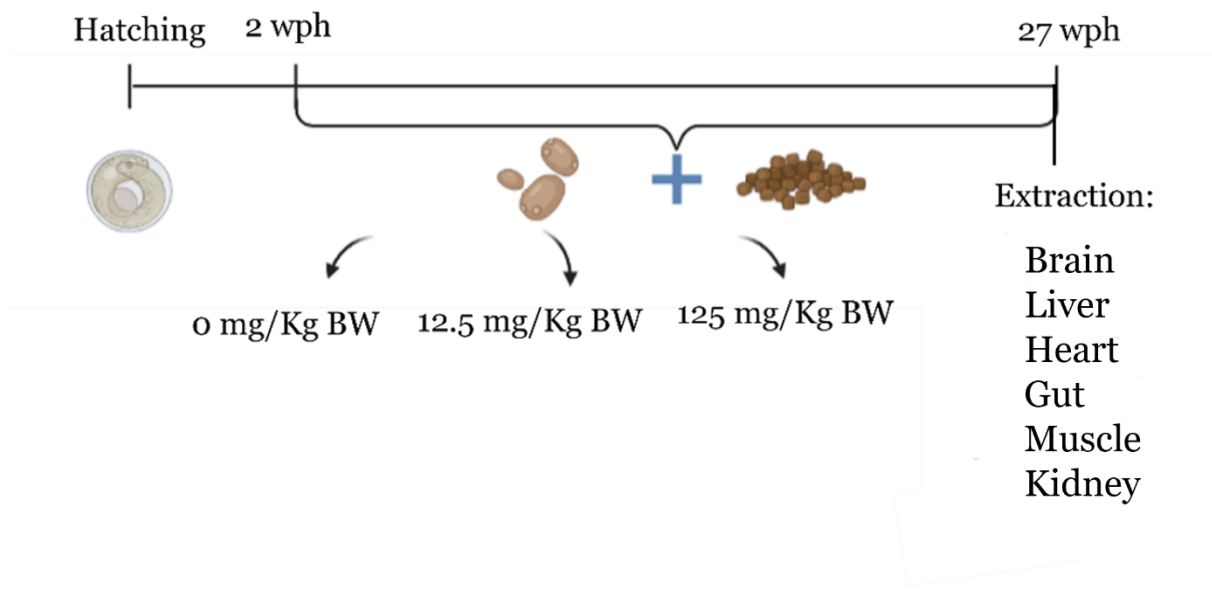 Hatching 2 wph 27 wph
Extraction:
0 mg/Kg BW 12.5 mg/Kg BW 125 mg/Kg BW
Brain
Liver
Heart
Gut
Muscle
Kidney